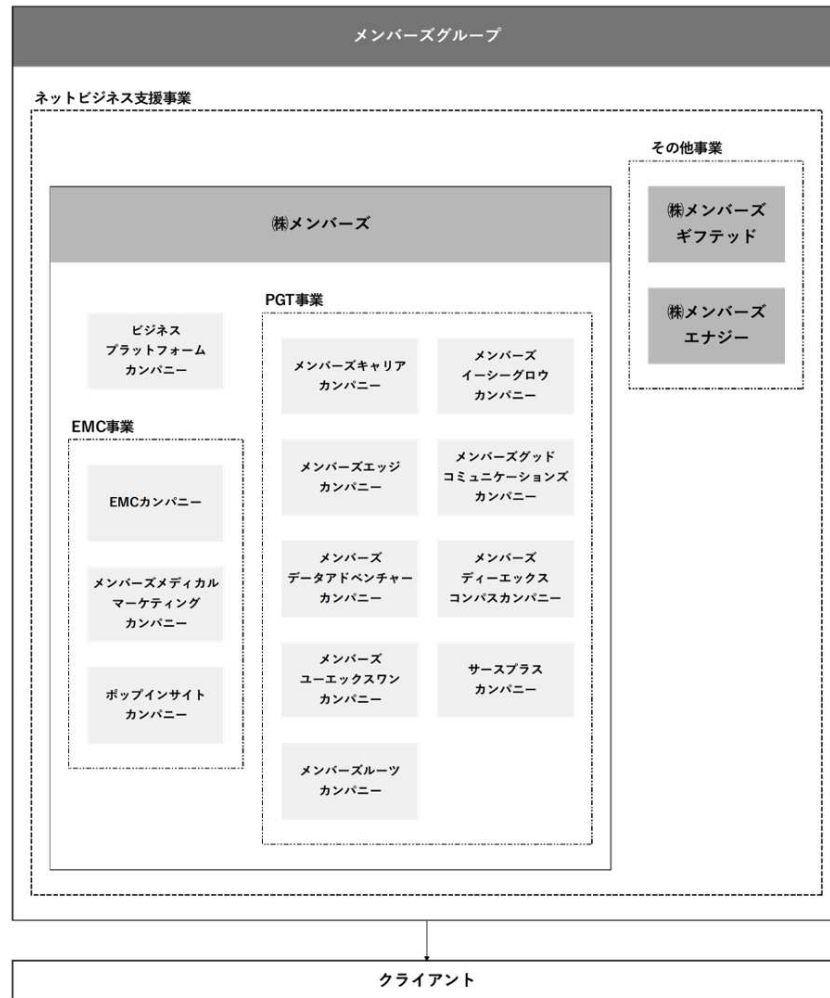 メンバーズグループ
ネットビジネス支援事業
その他事業
㈱メンバーズ
ギフテッド
㈱メンバーズ
エナジー
㈱メンバーズ
ビジネス
プラットフォーム
カンパニー
EMC事業
EMCカンパニー
メンバーズメディカル
マーケティング
カンパニー
ポップインサイト
カンパニー
PGT事業
メンバーズキャリア
カンパニー
メンバーズ
イーシーグロウ
カンパニー
メンバーズエッジ
カンパニー
メンバーズグッド
コミュニケーションズ
カンパニー
メンバーズ
データアドベンチャー
カンパニー
メンバーズ
ディーエックス
コンパスカンパニー
メンバーズ
ユーエックスワン
カンパニー
サースプラス
カンパニー
メンバーズルーツ
カンパニー
クライアント